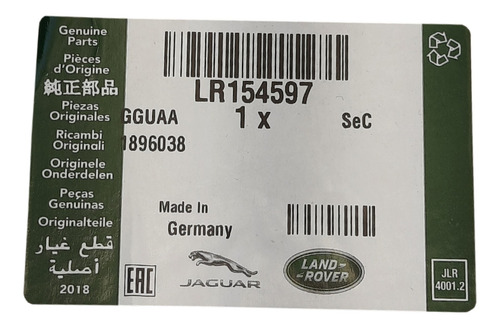 Genuine
Parts
Pièces
d'Origine
純正部品
Piezas
Originales
Ricambi
Originali
Originele
Onderdelen
Peças
Genuinas
Originalteile
قطع غيار
أصلية
2018
LR154597
GGUAA
1 x
SeC
1896038
Made In
Germany
EAC
JAGUAR
LAND-
-ROVER
JLR
4001.2